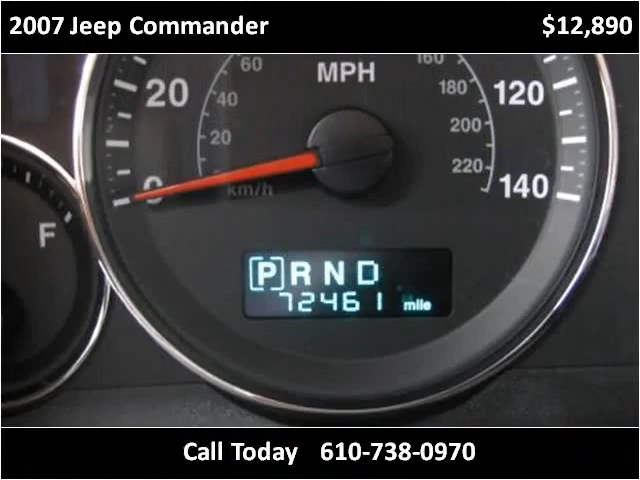 2007 Jeep Commander $12,890
60 MPH 160
20 40 180 120
200
20 220
0 km/h 140
F
[P] R N D
72461 mile
Call Today 610-738-0970